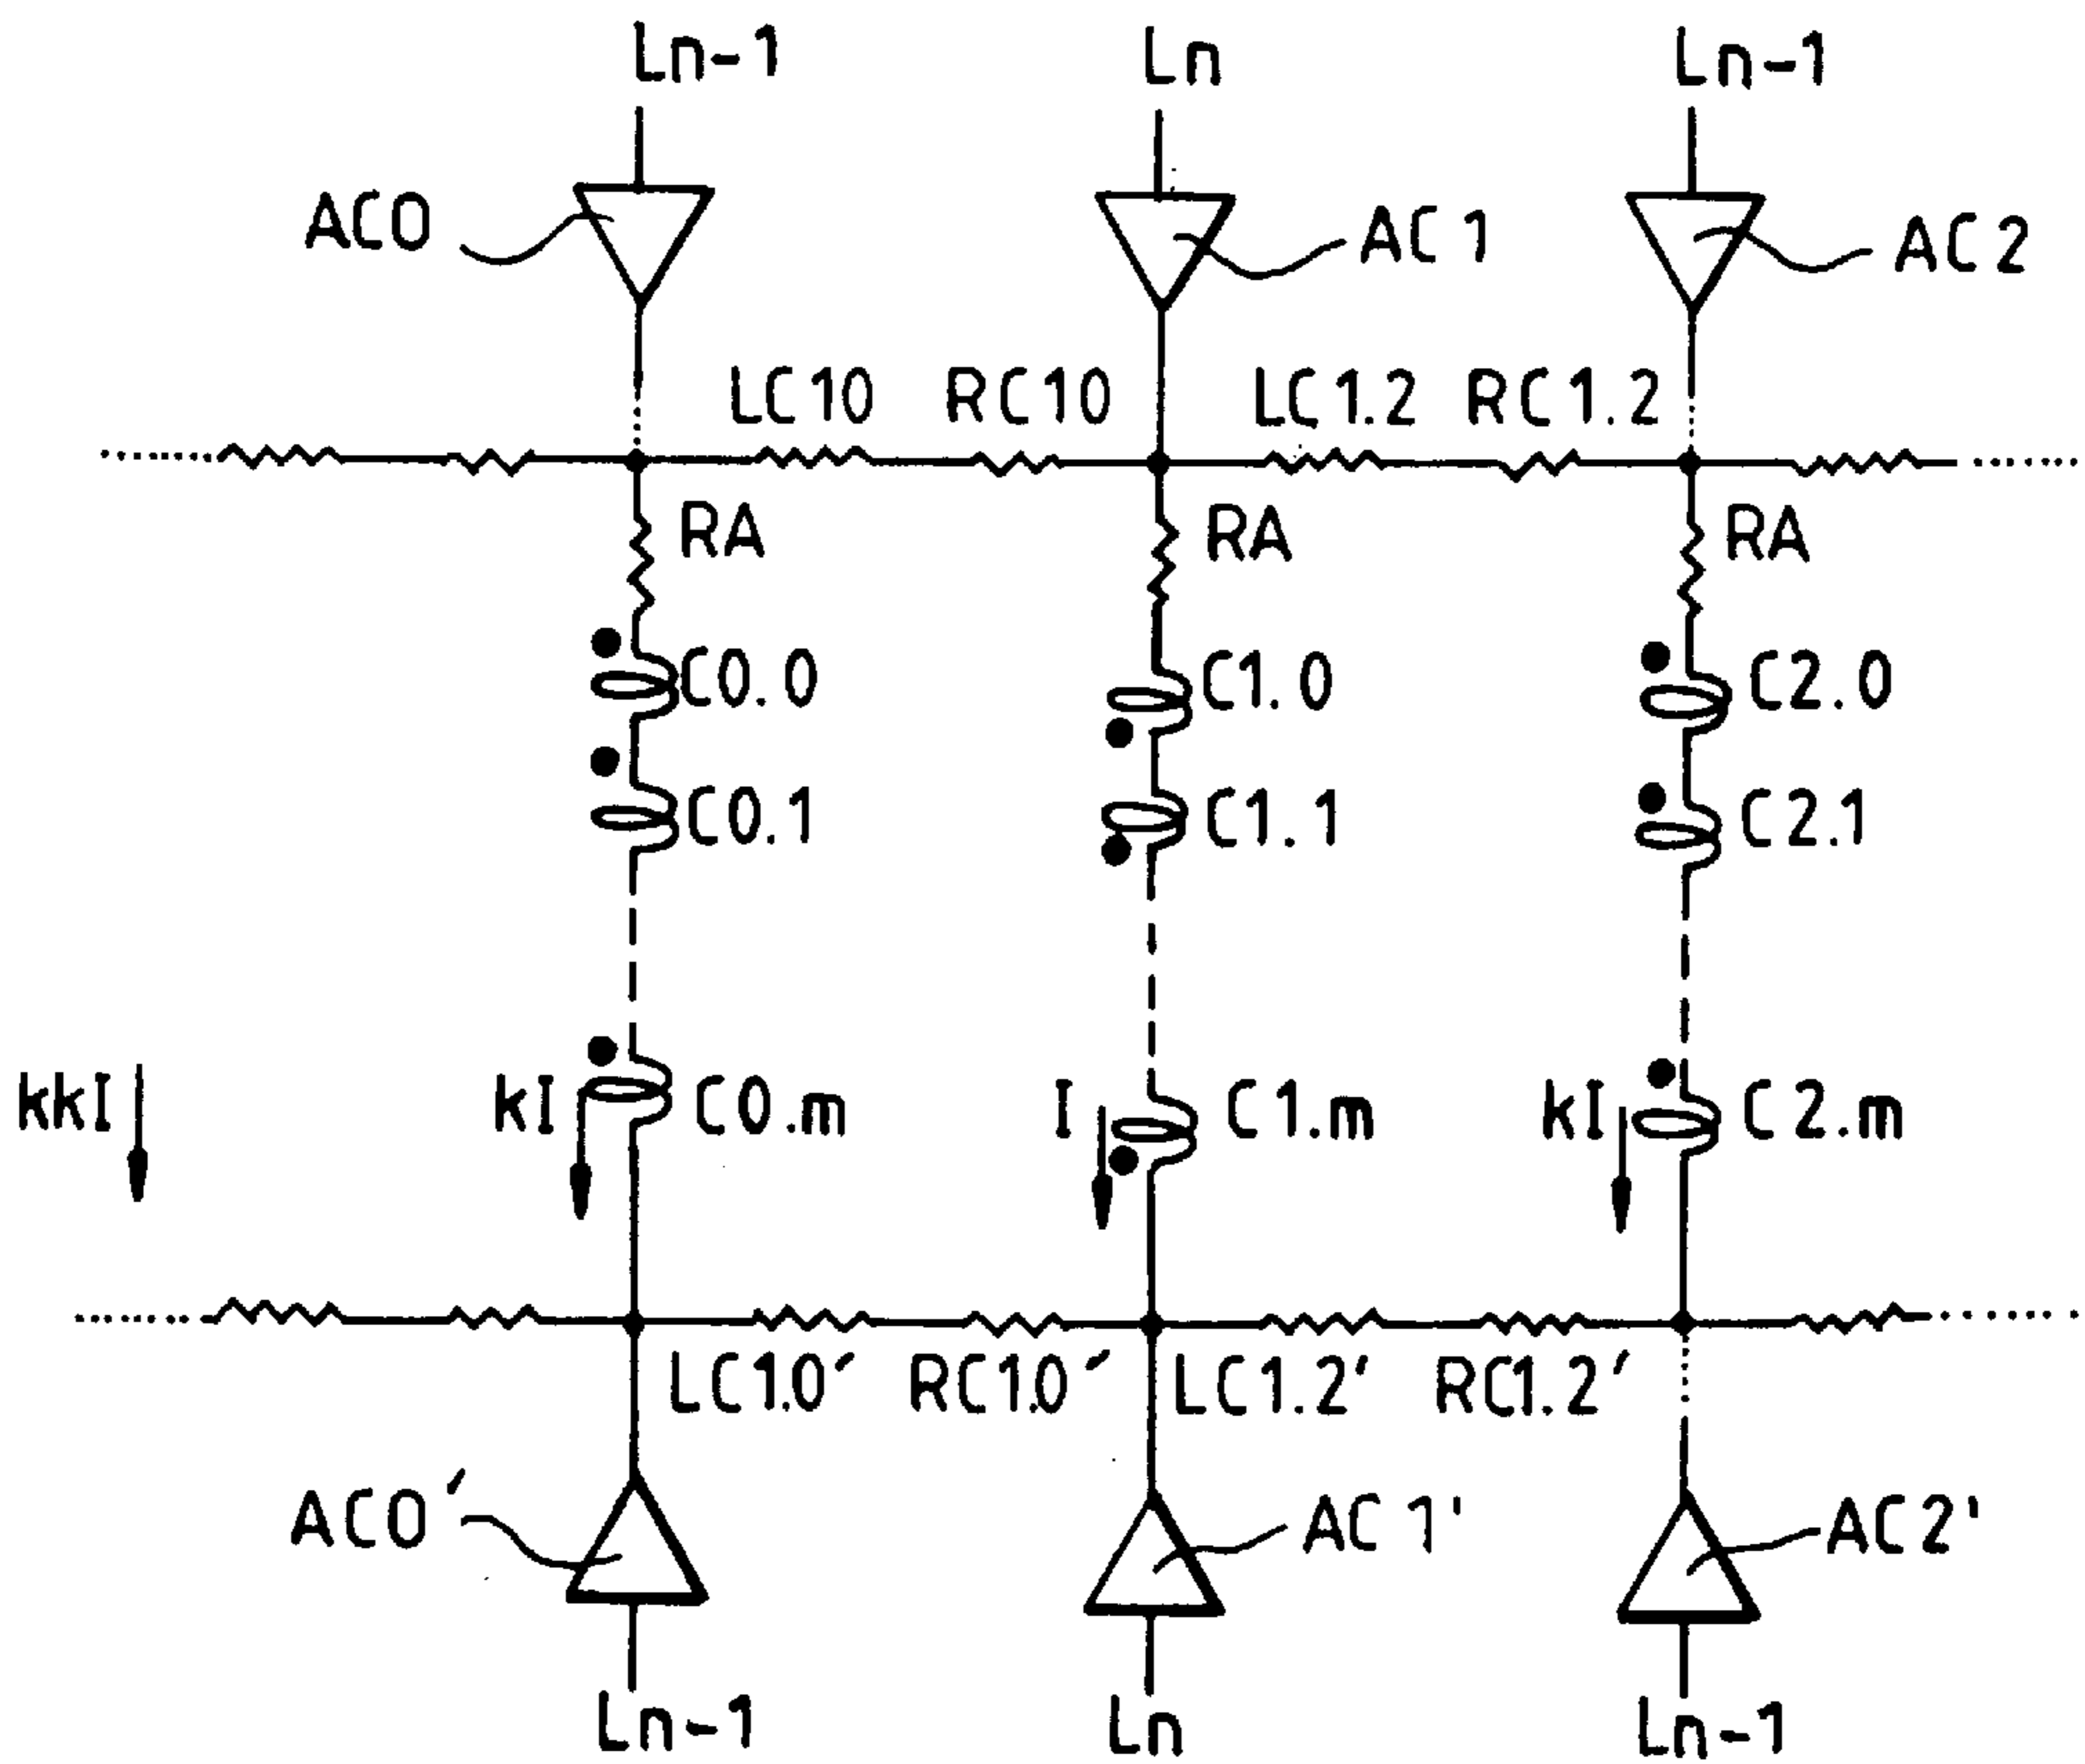 Ln-1 Ln Ln-1
AC0 AC1 AC2
LC10 RC10 LC1.2 RC1.2
RA RA RA
C0.0 C1.0 C2.0
C0.1 C1.1 C2.1
kkI kI C0.m I C1.m kI C2.m
LC1.0' RC1.0' LC1.2' RC1.2'
AC0' AC1' AC2'
Ln-1 Ln Ln-1